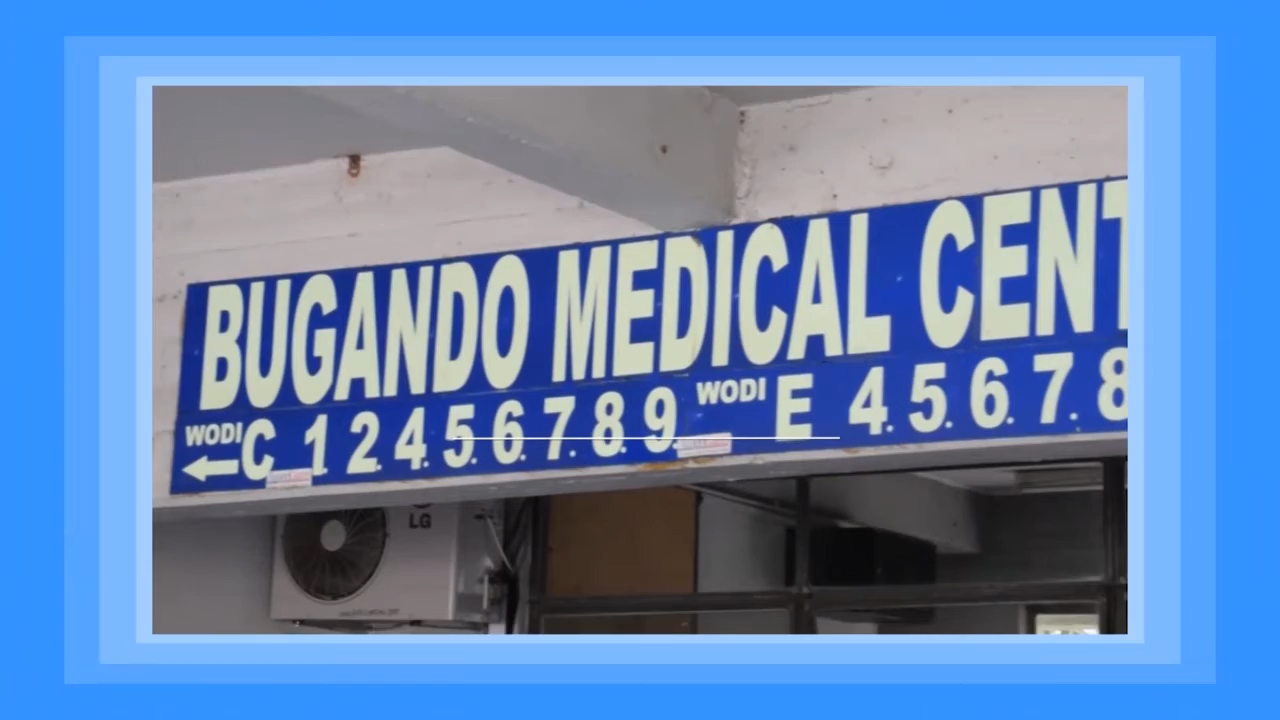 BUGANDO MEDICAL CENT
WODI C 1 2 4. 5. 6. 7. 8. 9. WODI E 4. 5. 6. 7. 8
LG